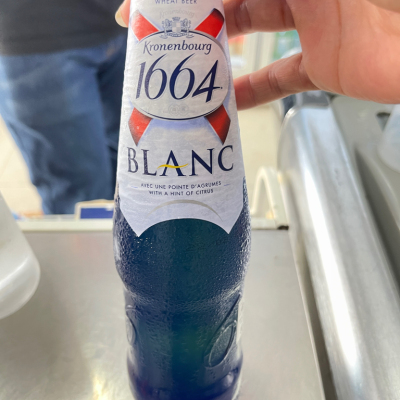 WHEAT BEER
Kronenbourg
1664
BLANC
AVEC UNE POINTE D'AGRUMES
WITH A HINT OF CITRUS